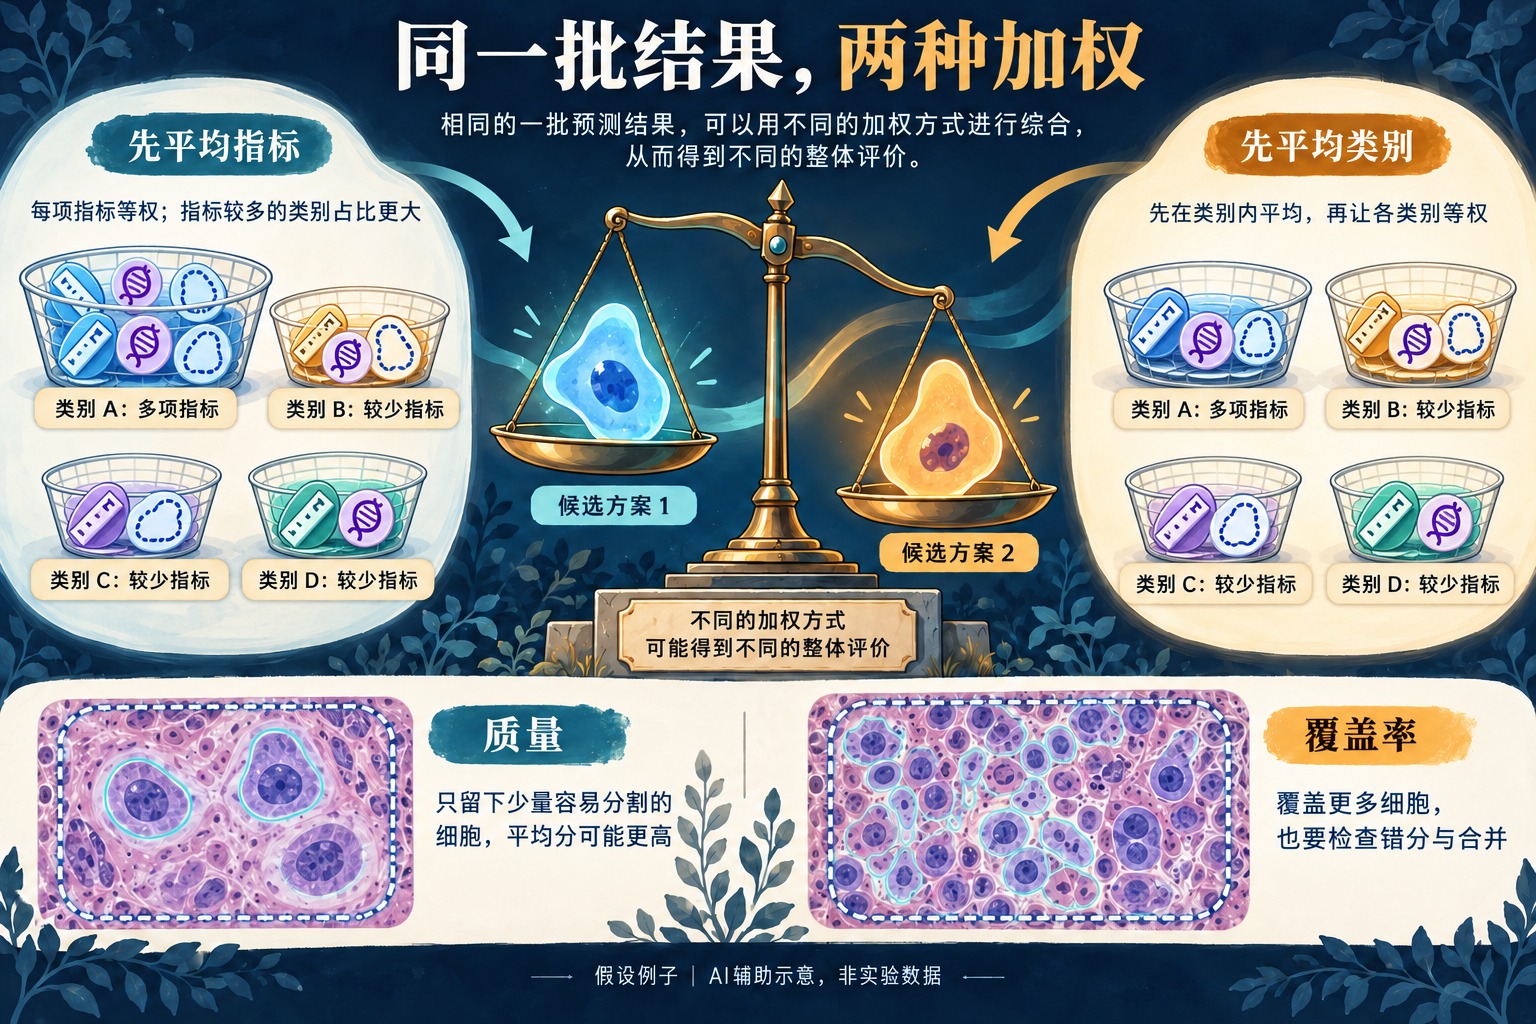 同一批结果，两种加权
相同的一批预测结果，可以用不同的加权方式进行综合，
从而得到不同的整体评价。
先平均指标
每项指标等权；指标较多的类别占比更大
类别 A：多项指标
类别 B：较少指标
类别 C：较少指标
类别 D：较少指标
候选方案 1
候选方案 2
不同的加权方式
可能得到不同的整体评价
先平均类别
先在类别内平均，再让各类别等权
类别 A：多项指标
类别 B：较少指标
类别 C：较少指标
类别 D：较少指标
质量
只留下少量容易分割的
细胞，平均分可能更高
覆盖率
覆盖更多细胞，
也要检查错分与合并
假设例子｜AI辅助示意，非实验数据